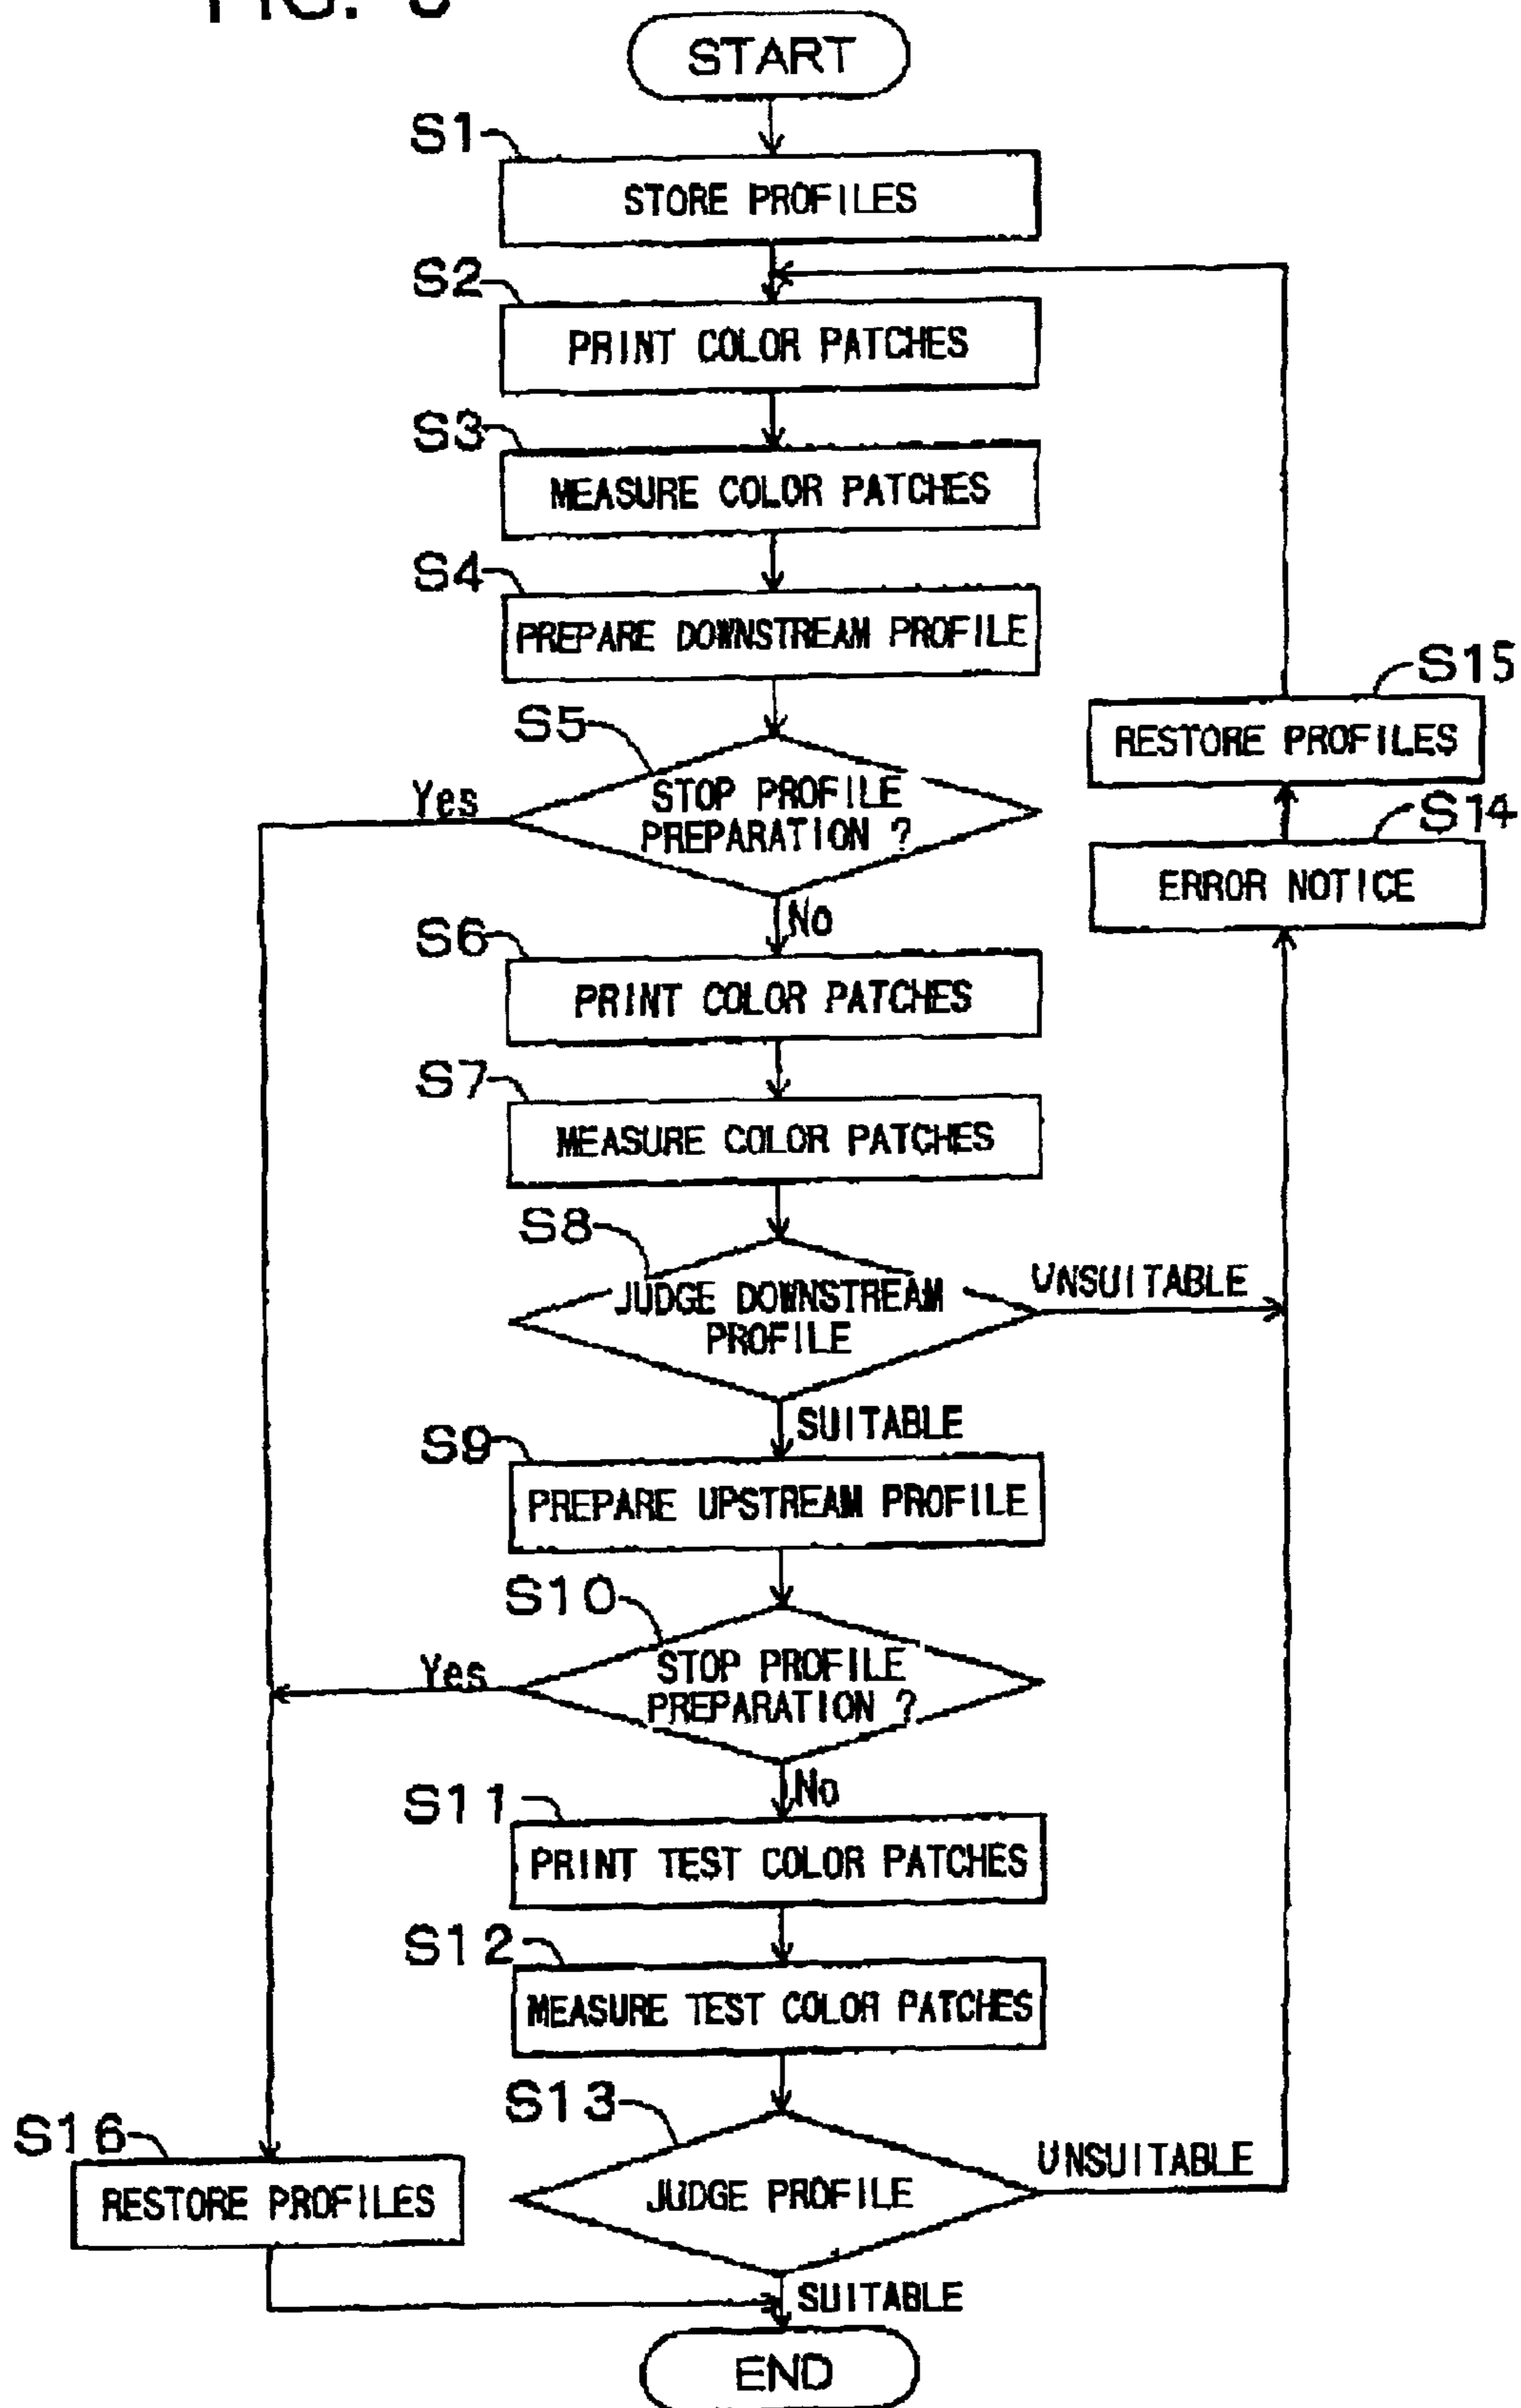 START
S1
STORE PROFILES
S2
PRINT COLOR PATCHES
S3
MEASURE COLOR PATCHES
S4
PREPARE DOWNSTREAM PROFILE
S15
RESTORE PROFILES
S5
STOP PROFILE
PREPARATION ?
Yes
S14
ERROR NOTICE
No
S6
PRINT COLOR PATCHES
S7
MEASURE COLOR PATCHES
S8
JUDGE DOWNSTREAM
PROFILE
UNSUITABLE
SUITABLE
S9
PREPARE UPSTREAM PROFILE
S10
STOP PROFILE
PREPARATION ?
Yes
No
S11
PRINT TEST COLOR PATCHES
S12
MEASURE TEST COLOR PATCHES
S13
JUDGE PROFILE
UNSUITABLE
S16
RESTORE PROFILES
SUITABLE
END